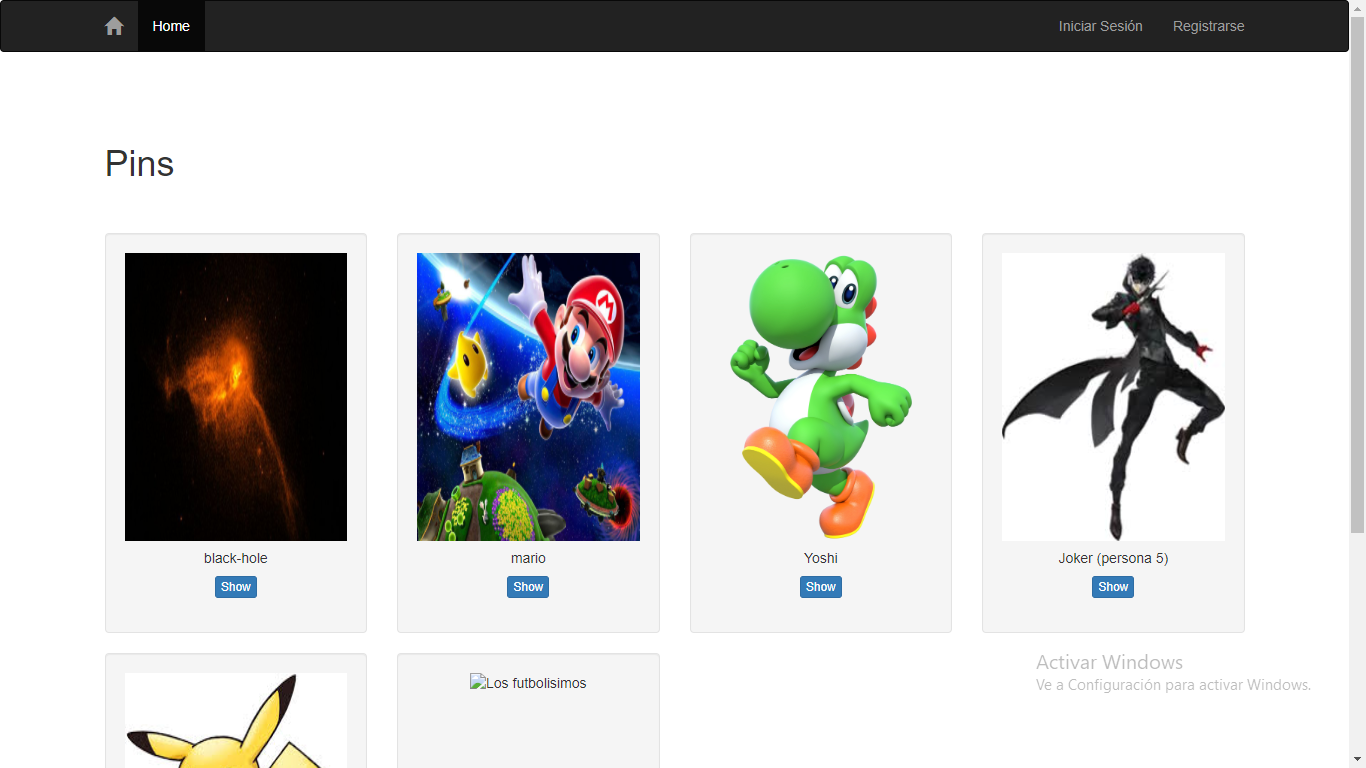 Home
Iniciar Sesión
Registrarse
Pins
M
black-hole
Show
mario
Show
Yoshi
Show
Joker (persona 5)
Show
Los futbolisimos
Activar Windows
Ve a Configuración para activar Windows.